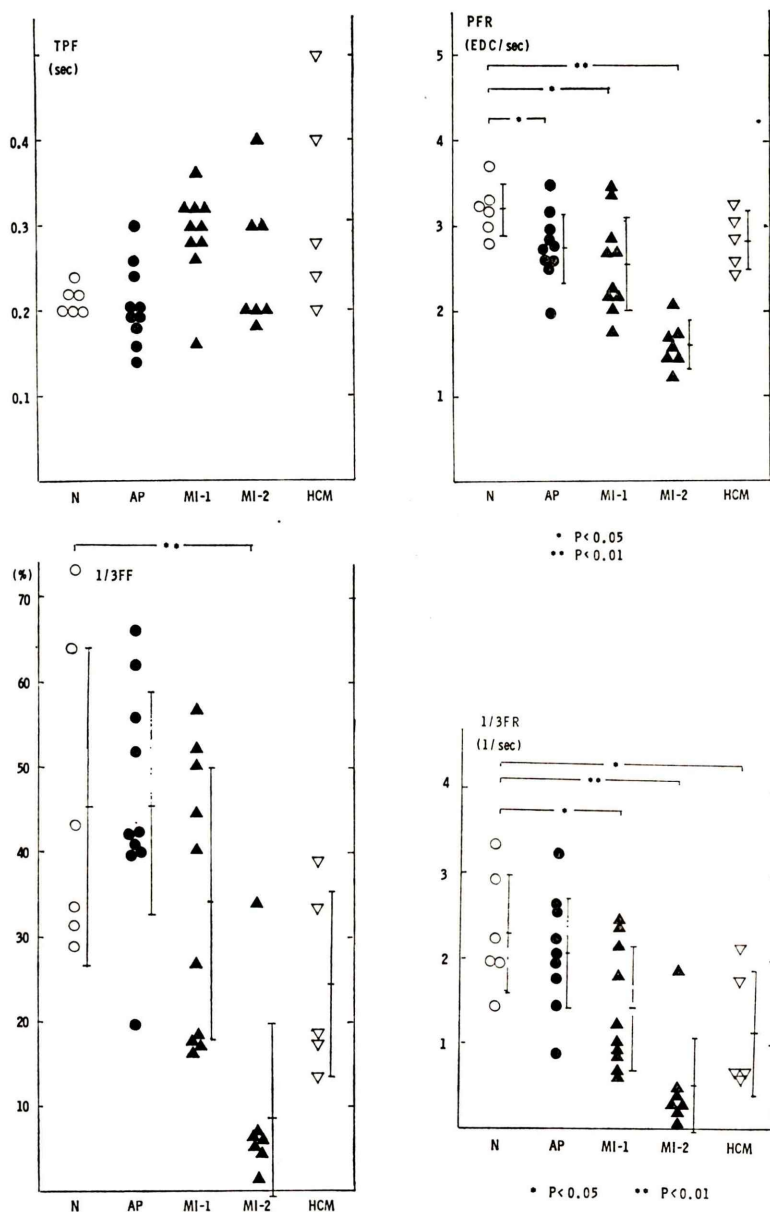 TPF
(sec)
0.4
0.3
0.2
0.1
N AP MI-1 MI-2 HCM
PFR
(EDC/sec)
5
4
3
2
1
N AP MI-1 MI-2 HCM
• P<0.05
•• P<0.01
(%)
1/3FF
70
60
50
40
30
20
10
N AP MI-1 MI-2 HCM
1/3FR
(1/sec)
4
3
2
1
N AP MI-1 MI-2 HCM
• P<0.05 •• P<0.01